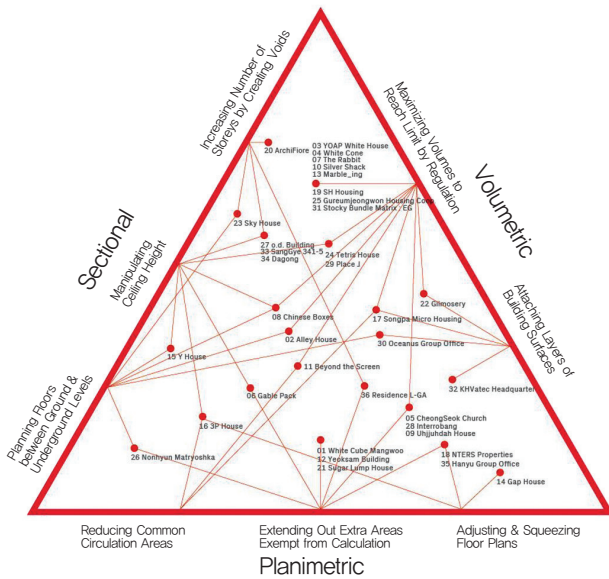 Increasing Number of
Storeys by Creating Voids
Maximizing Volumes to
Reach Limit by Regulation
Volumetric
Sectional
Manipulating
Ceiling Height
Attaching Layers of
Building Surfaces
Planning Floors
between Ground &
Underground Levels
20 ArchiFiore
03 YOAP White House
04 White Cone
07 The Rabbit
10 Silver Shack
13 Marble_ing
19 SH Housing
25 Gureumjeongwon Housing Coop
31 Stocky Bundle Matrix , EG
23 Sky House
27 o.d. Building
33 SangGye 341-5
34 Dagong
24 Tetris House
29 Place J
22 Glimosery
08 Chinese Boxes
17 Songpa Micro Housing
02 Alley House
30 Oceanus Group Office
15 Y House
11 Beyond the Screen
32 KHVatec Headquarter
06 Gable Pack
36 Residence L-GA
16 3P House
05 CheongSeok Church
28 Interrobang
09 Uhjjuhdah House
26 Nonhyun Matryoshka
01 White Cube Mangwoo
12 Yeoksam Building
21 Sugar Lump House
18 NTERS Properties
35 Hanyu Group Office
14 Gap House
Reducing Common
Circulation Areas
Extending Out Extra Areas
Exempt from Calculation
Adjusting & Squeezing
Floor Plans
Planimetric